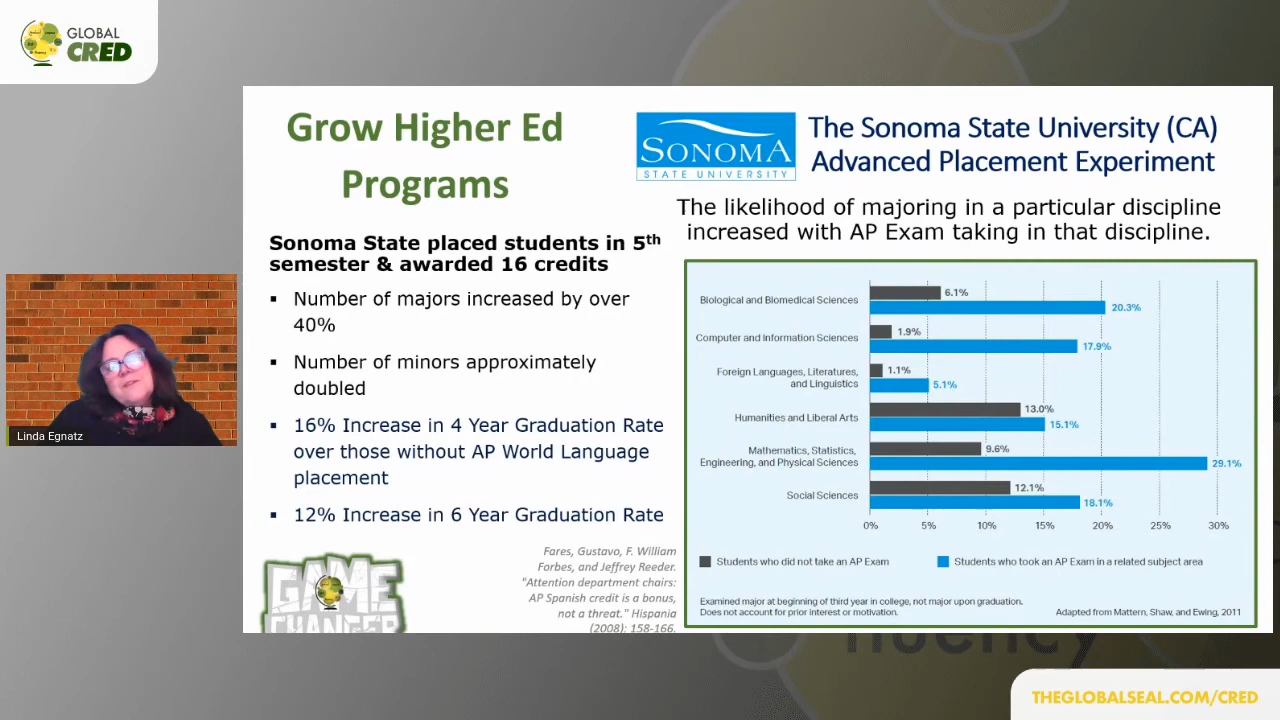 GLOBAL
CRED
Grow Higher Ed
Programs
SONOMA
STATE UNIVERSITY
The Sonoma State University (CA)
Advanced Placement Experiment
Sonoma State placed students in 5th
semester & awarded 16 credits
▪ Number of majors increased by over
40%
▪ Number of minors approximately
doubled
▪ 16% Increase in 4 Year Graduation Rate
over those without AP World Language
placement
▪ 12% Increase in 6 Year Graduation Rate
Fares, Gustavo, F. William
Forbes, and Jeffrey Reeder.
"Attention department chairs:
AP Spanish credit is a bonus,
not a threat." Hispania
(2008): 158-166.
GAME
CHANGER
The likelihood of majoring in a particular discipline
increased with AP Exam taking in that discipline.
Biological and Biomedical Sciences
6.1%
20.3%
Computer and Information Sciences
1.9%
17.9%
Foreign Languages, Literatures,
and Linguistics
1.1%
5.1%
Humanities and Liberal Arts
13.0%
15.1%
Mathematics, Statistics,
Engineering, and Physical Sciences
9.6%
29.1%
Social Sciences
12.1%
18.1%
0% 5% 10% 15% 20% 25% 30%
Students who did not take an AP Exam
Students who took an AP Exam in a related subject area
Examined major at beginning of third year in college, not major upon graduation.
Does not account for prior interest or motivation.
Adapted from Mattern, Shaw, and Ewing, 2011
Linda Egnatz
fluency
THEGLOBALSEAL.COM/CRED